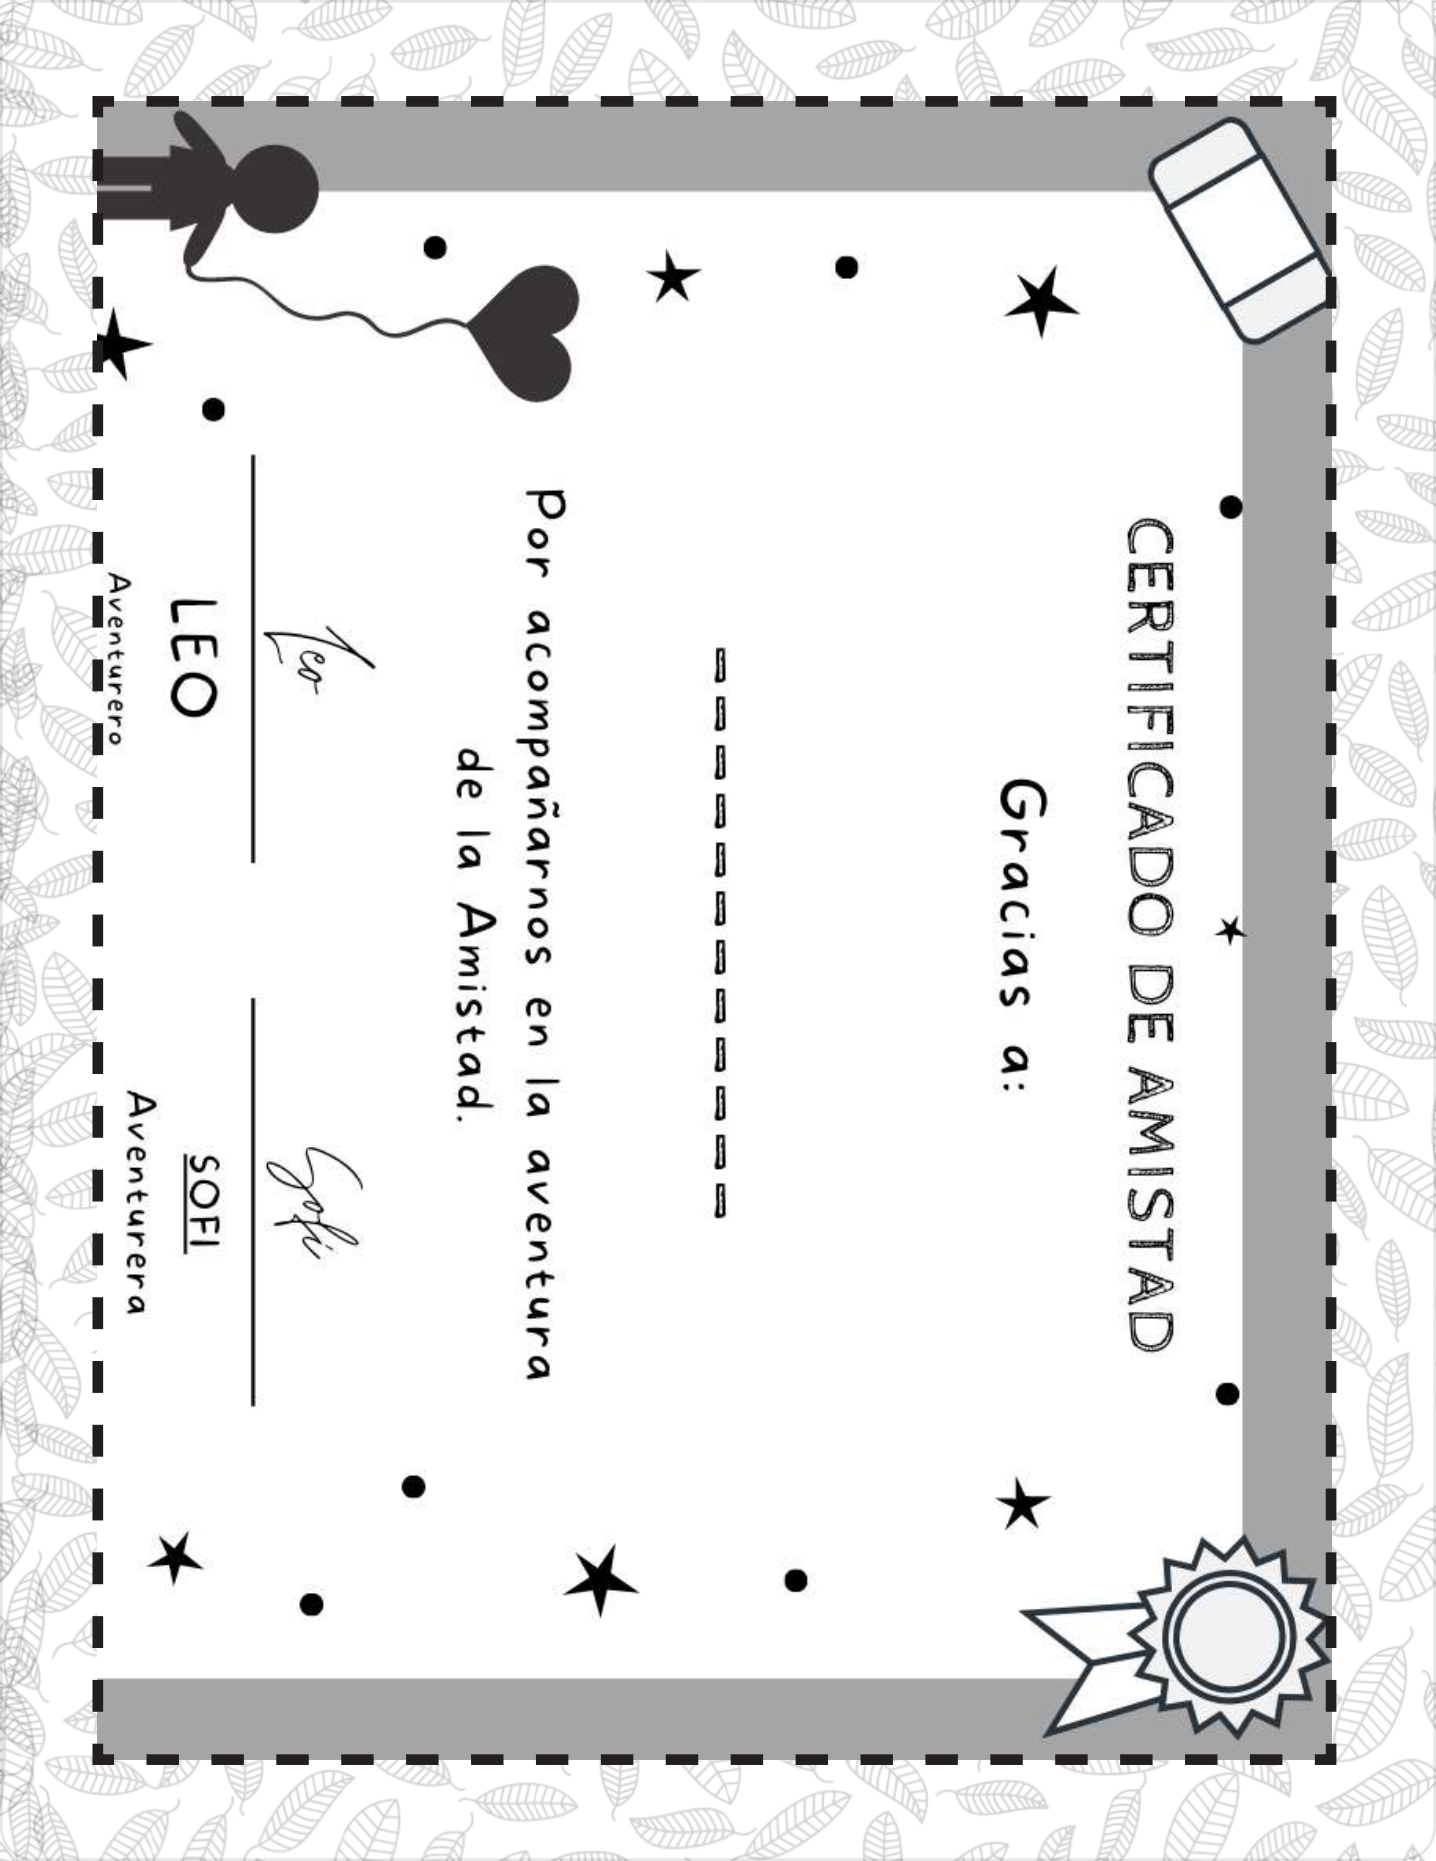 CERTIFICADO DE AMISTAD
Gracias a:
Por acompañarnos en la aventura
de la Amistad.
Leo
LEO
Aventurero
Sofi
SOFI
Aventurera